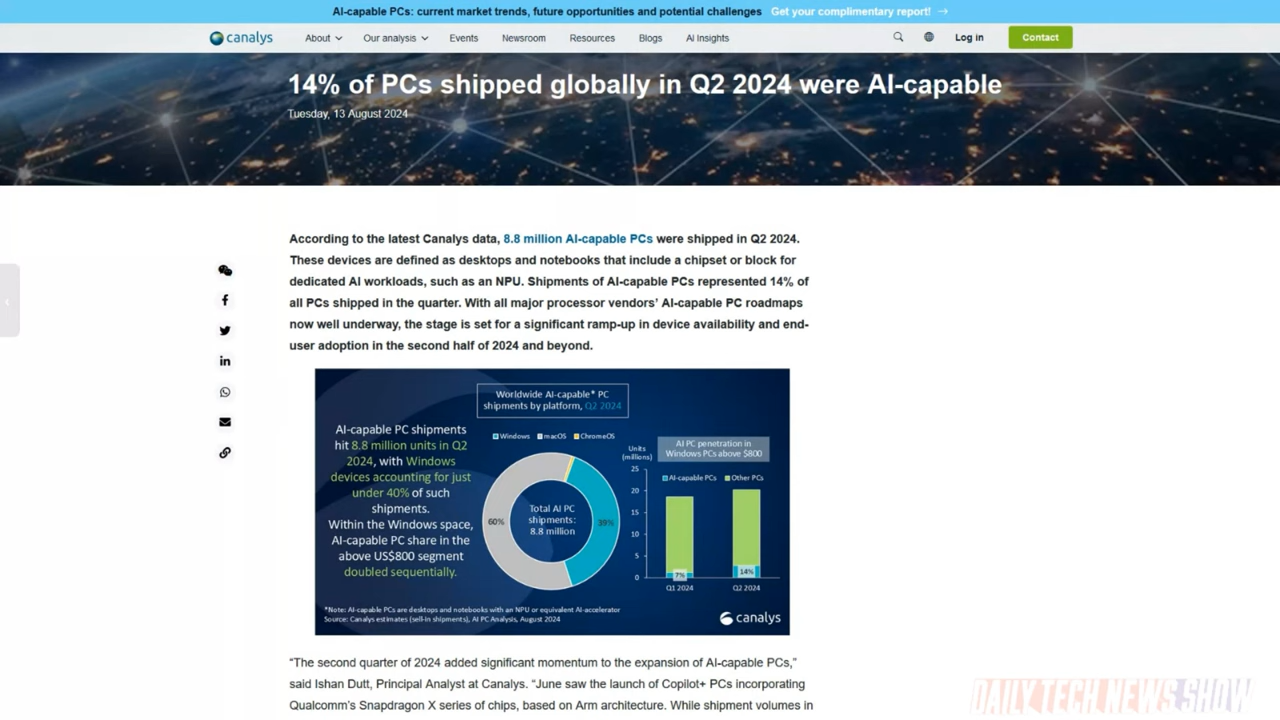 AI-capable PCs: current market trends, future opportunities and potential challenges Get your complimentary report! →
canalys About Our analysis Events Newsroom Resources Blogs AI Insights Log in Contact
14% of PCs shipped globally in Q2 2024 were AI-capable
Tuesday, 13 August 2024
According to the latest Canalys data, 8.8 million AI-capable PCs were shipped in Q2 2024.
These devices are defined as desktops and notebooks that include a chipset or block for
dedicated AI workloads, such as an NPU. Shipments of AI-capable PCs represented 14% of
all PCs shipped in the quarter. With all major processor vendors' AI-capable PC roadmaps
now well underway, the stage is set for a significant ramp-up in device availability and end-
user adoption in the second half of 2024 and beyond.
AI-capable PC shipments
hit 8.8 million units in Q2
2024, with Windows
devices accounting for just
under 40% of such
shipments.
Within the Windows space,
AI-capable PC share in the
above US$800 segment
doubled sequentially.
Worldwide AI-capable* PC
shipments by platform, Q2 2024
Windows macOS ChromeOS
60%
Total AI PC
shipments:
8.8 million
39%
Units
(millions)
AI PC penetration in
Windows PCs above $800
AI-capable PCs Other PCs
25
20
15
10
5
0
7%
14%
Q1 2024 Q2 2024
*Note: AI-capable PCs are desktops and notebooks with an NPU or equivalent AI-accelerator
Source: Canalys estimates (sell-in shipments), AI PC Analysis, August 2024
canalys
“The second quarter of 2024 added significant momentum to the expansion of AI-capable PCs,”
said Ishan Dutt, Principal Analyst at Canalys. “June saw the launch of Copilot+ PCs incorporating
Qualcomm's Snapdragon X series of chips, based on Arm architecture. While shipment volumes in
DAILY TECH NEWS SHOW